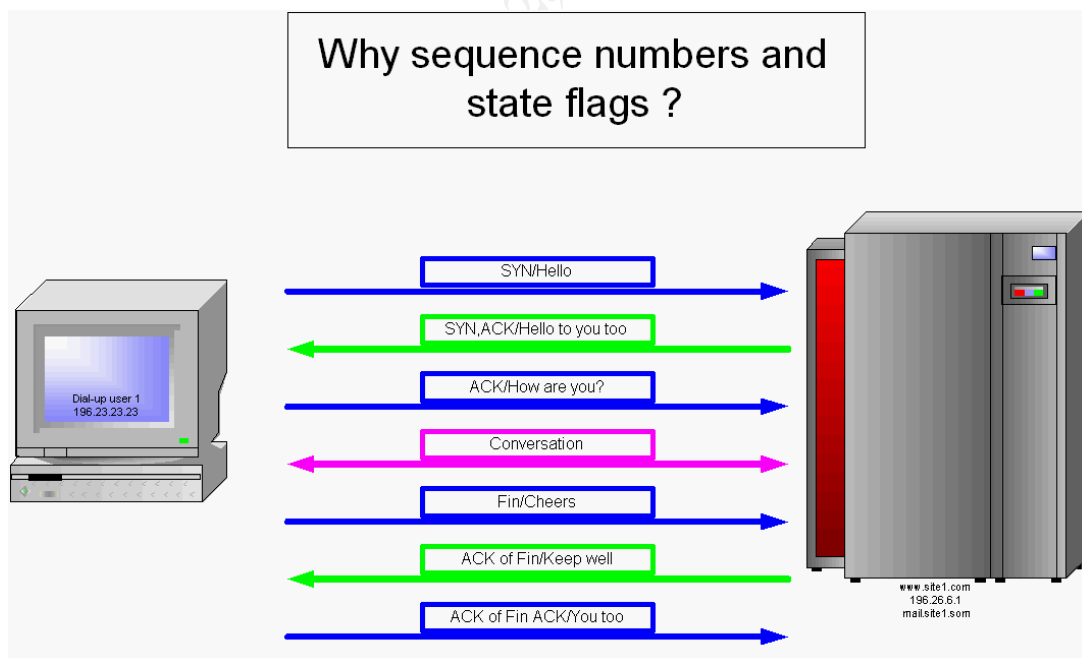 Why sequence numbers and
state flags ?
SYN/Hello
SYN,ACK/Hello to you too
ACK/How are you?
Dial-up user 1
196.23.23.23
Conversation
Fin/Cheers
ACK of Fin/Keep well
ACK of Fin ACK/You too
www.site1.com
196.26.6.1
mail.site1.som